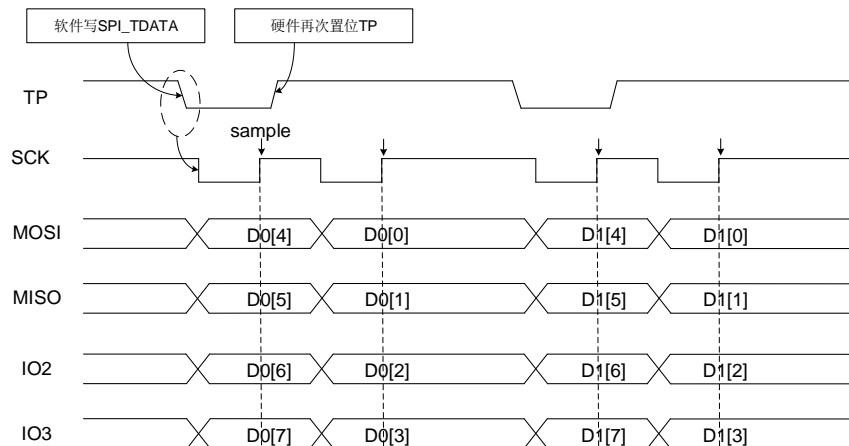 软件写SPI_TDATA
硬件再次置位TP
TP
sample
SCK
MOSI
D0[4]
D0[0]
D1[4]
D1[0]
MISO
D0[5]
D0[1]
D1[5]
D1[1]
IO2
D0[6]
D0[2]
D1[6]
D1[2]
IO3
D0[7]
D0[3]
D1[7]
D1[3]